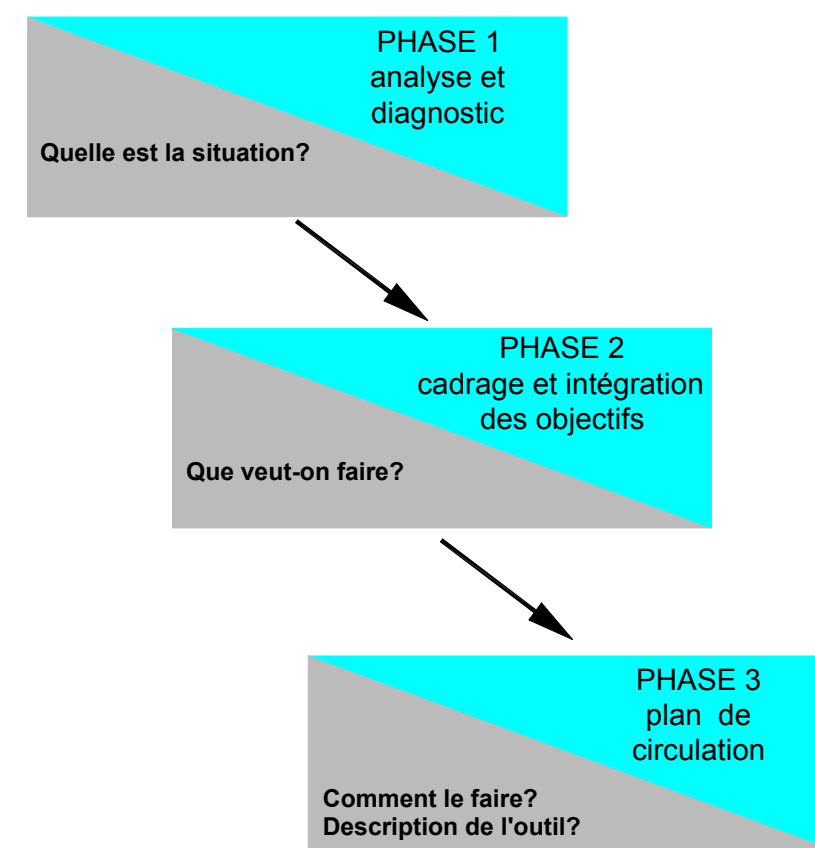 PHASE 1
analyse et
diagnostic
Quelle est la situation?
PHASE 2
cadrage et intégration
des objectifs
Que veut-on faire?
PHASE 3
plan de
circulation
Comment le faire?
Description de l'outil?